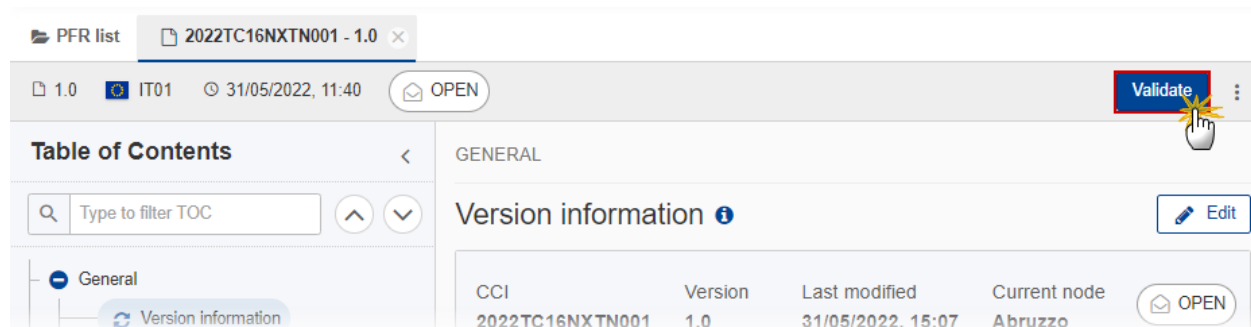 PFR list 2022TC16NXTN001 - 1.0
1.0 IT01 31/05/2022, 11:40 OPEN Validate
Table of Contents
GENERAL
Type to filter TOC
Version information Edit
General
CCI Version Last modified Current node OPEN
Version information
2022TC16NXTN001 1.0 31/05/2022, 15:07 Abruzzo